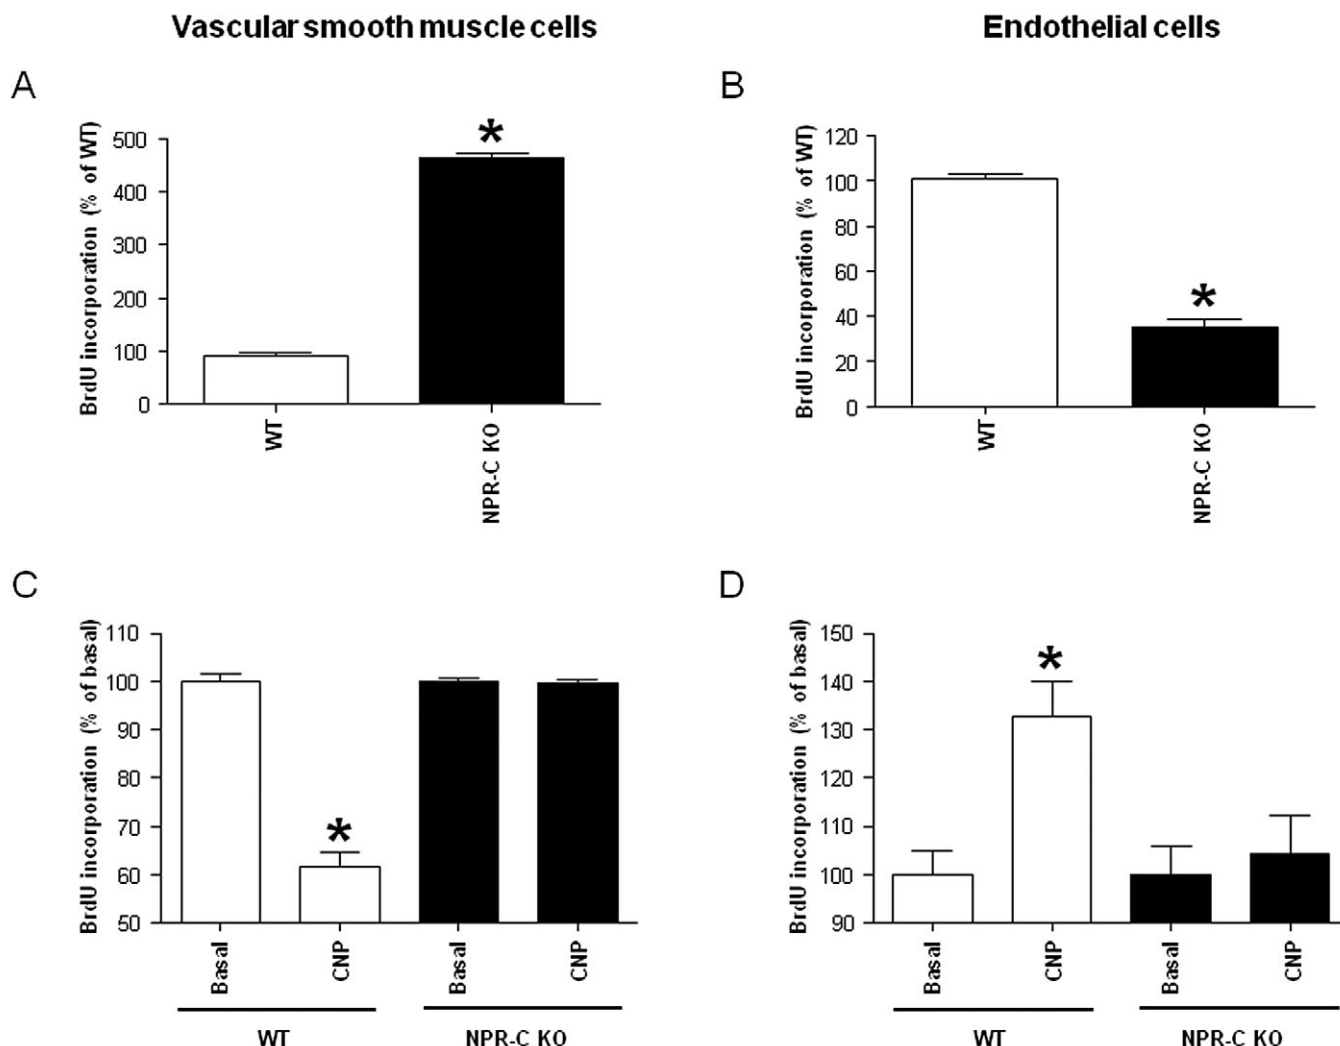 Vascular smooth muscle cells
Endothelial cells
A
BrdU incorporation (% of WT)
500
400
300
200
100
0
*
WT
NPR-C KO
B
BrdU incorporation (% of WT)
120
100
80
60
40
20
0
*
WT
NPR-C KO
C
BrdU incorporation (% of basal)
110
100
90
80
70
60
50
*
Basal
CNP
Basal
CNP
WT
NPR-C KO
D
BrdU incorporation (% of basal)
150
140
130
120
110
100
90
*
Basal
CNP
Basal
CNP
WT
NPR-C KO